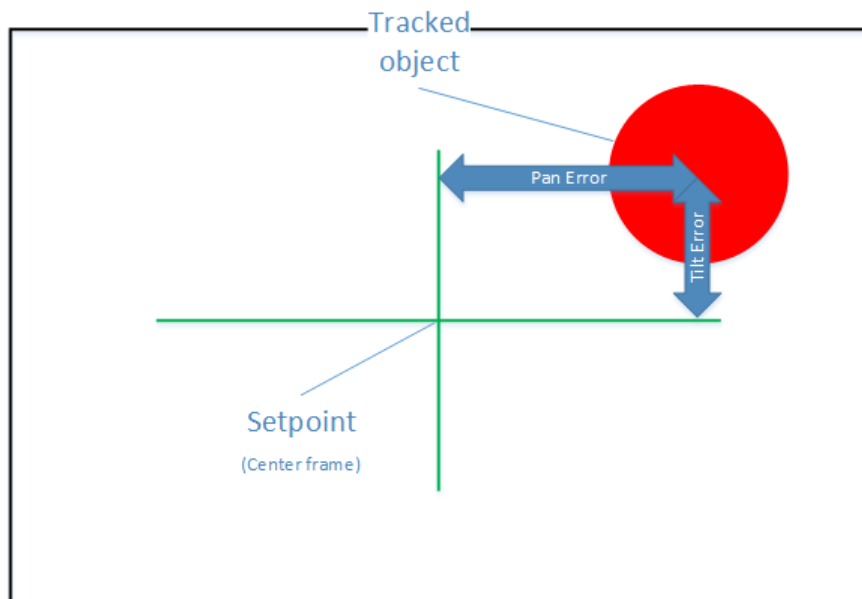 Tracked
object
Pan Error
Tilt Error
Setpoint
(Center frame)